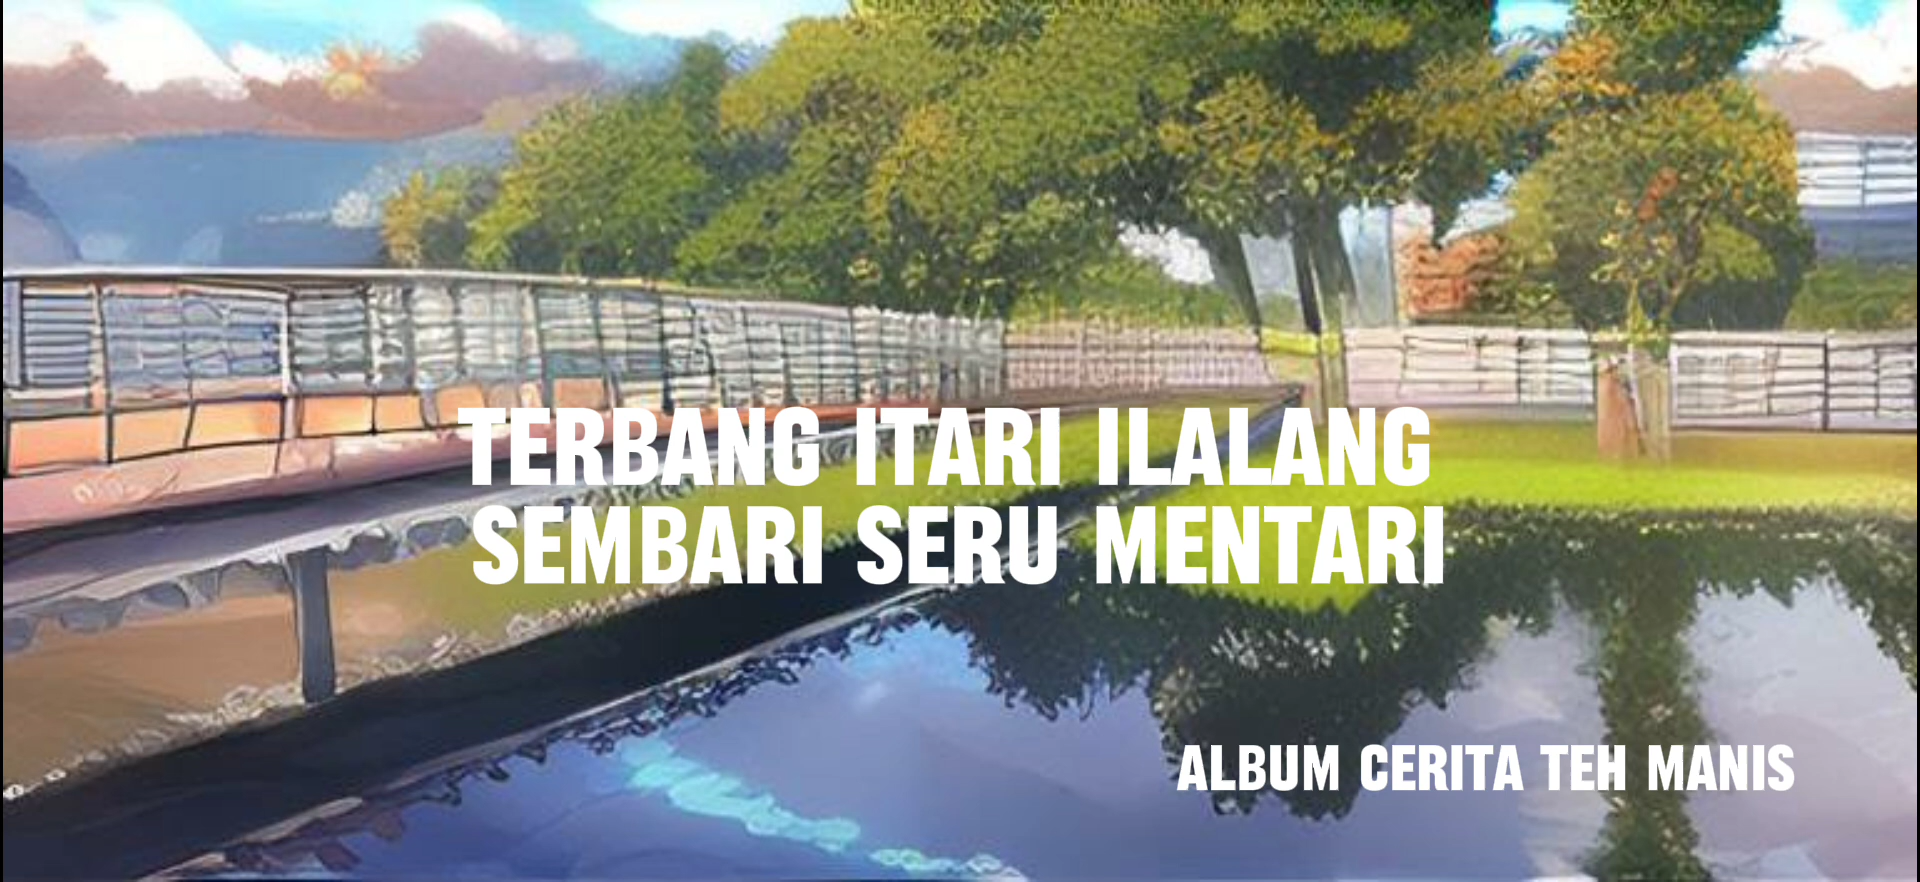 TERBANG ITARI ILALANG
SEMBARI SERU MENTARI
ALBUM CERITA TEH MANIS